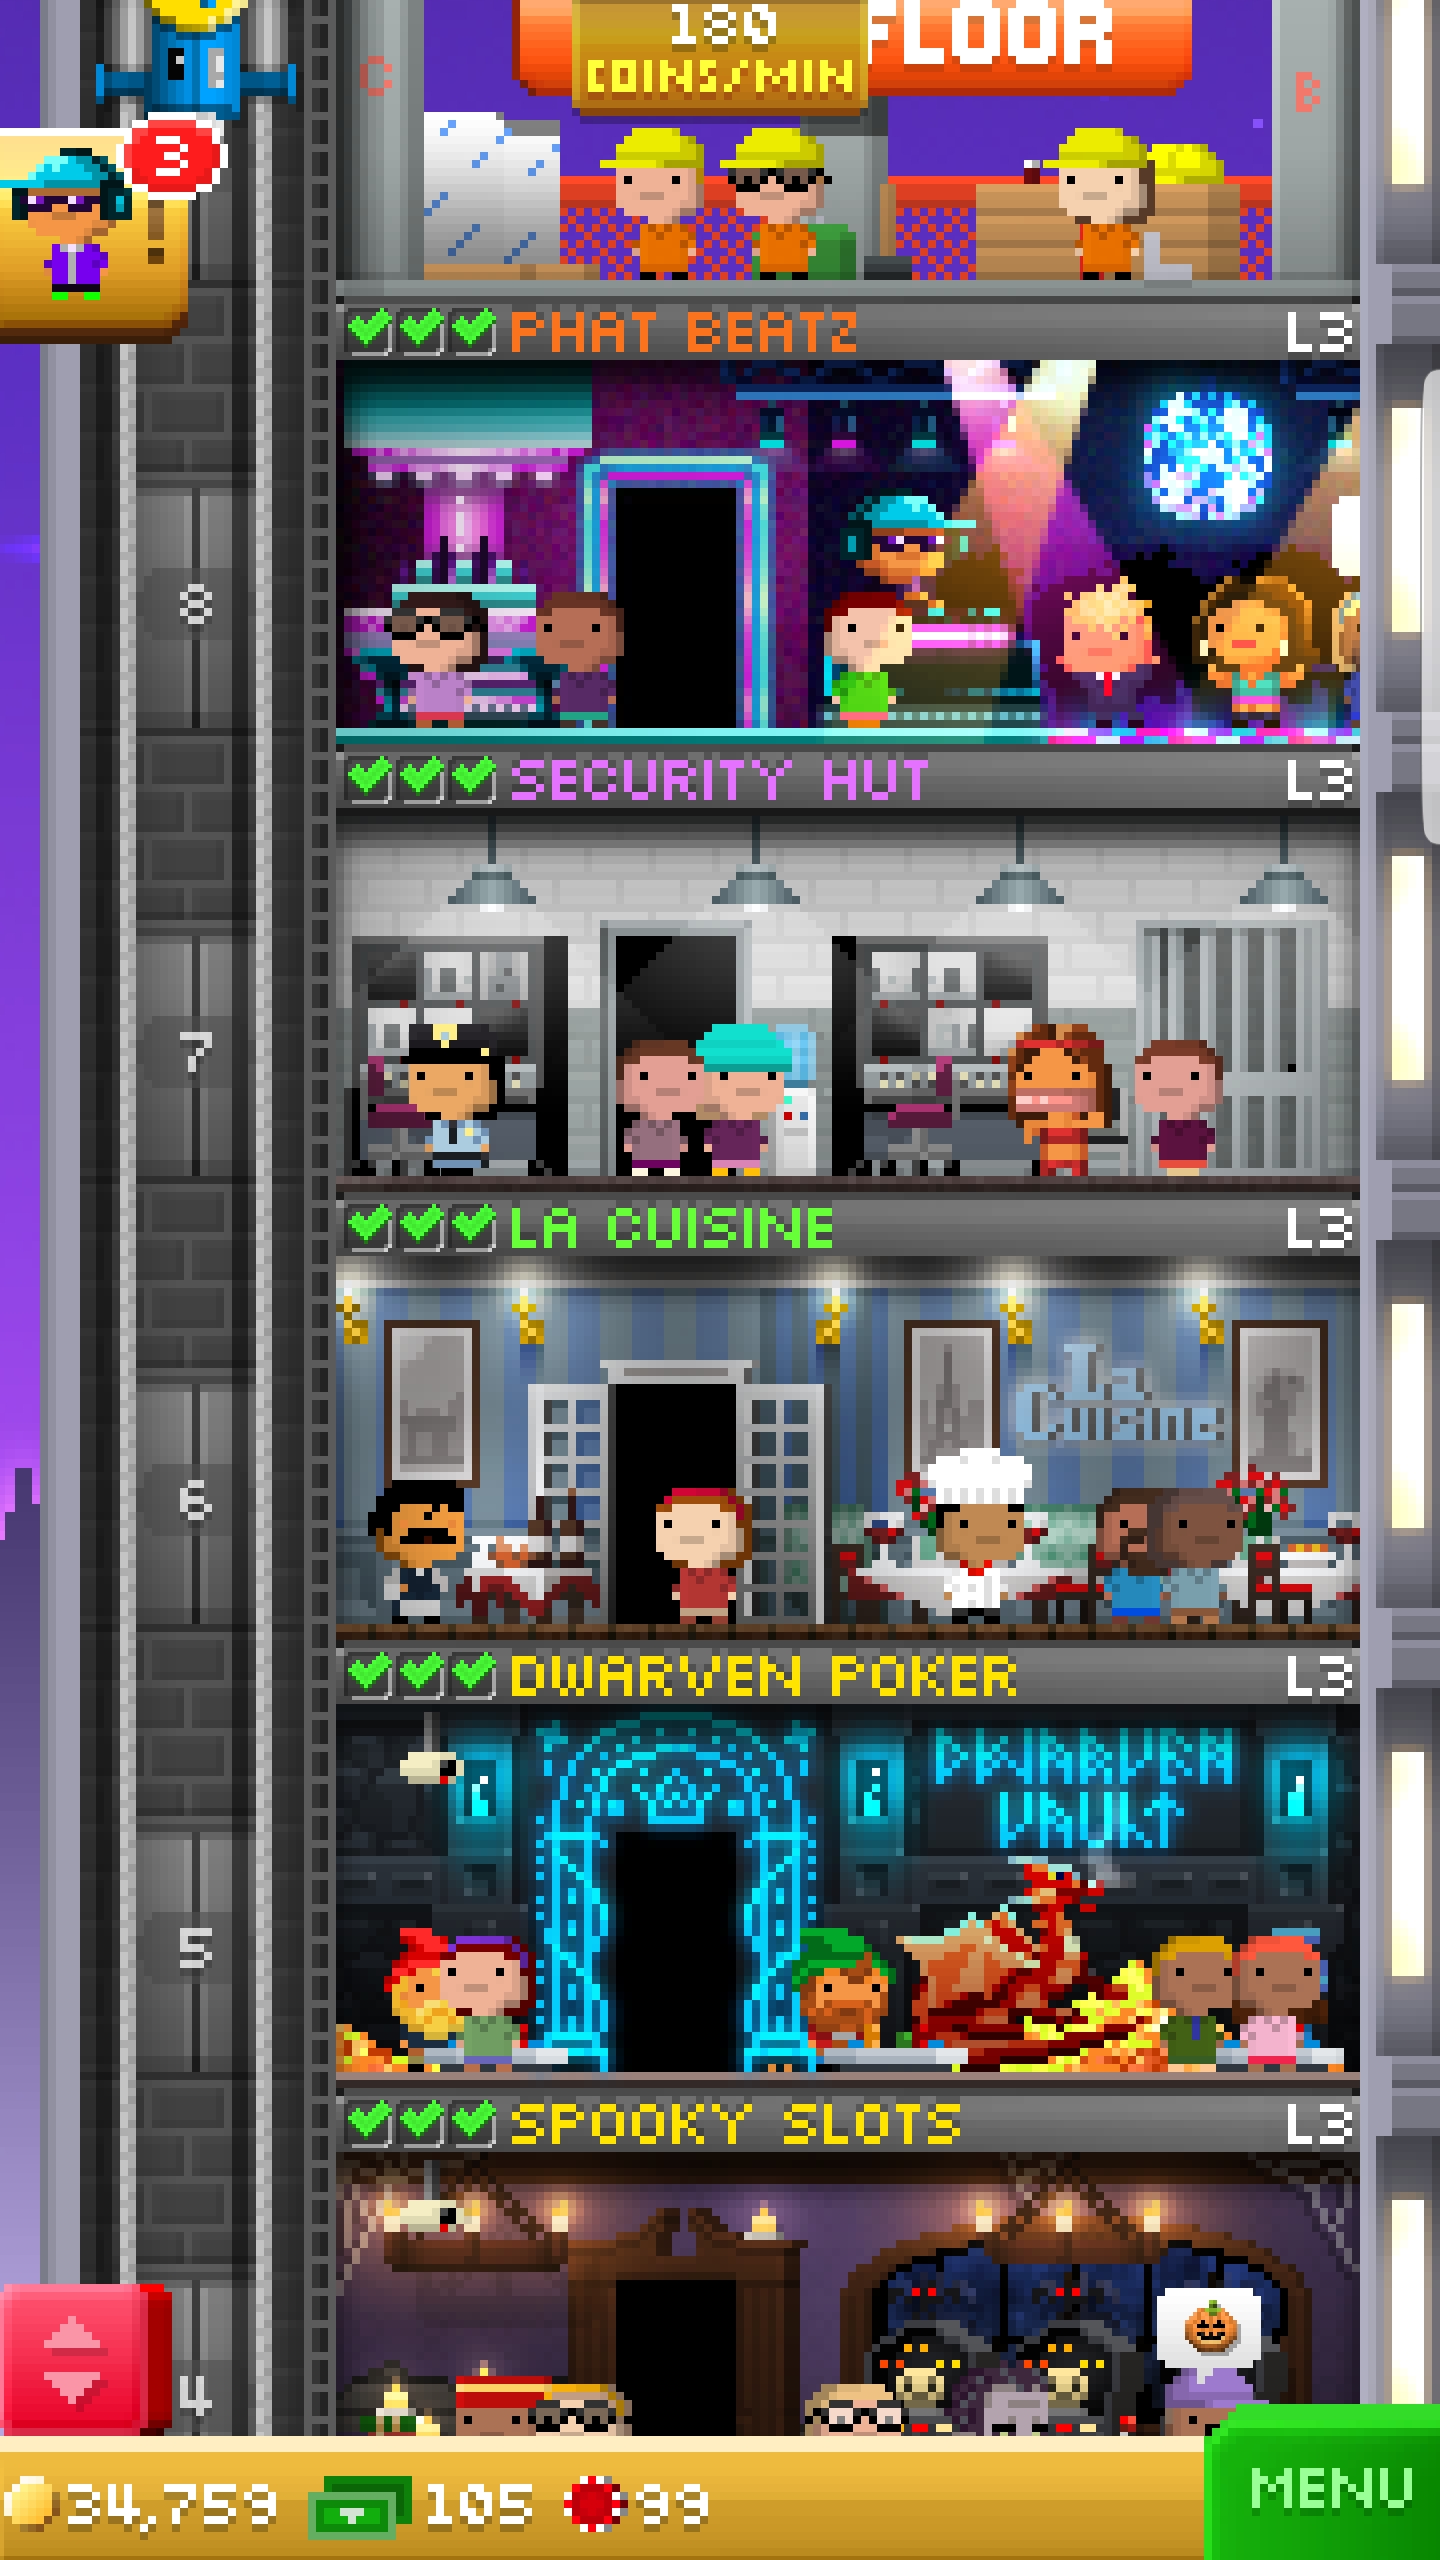 180
COINS/MIN
FLOOR
C
B
3
!
PHAT BEATZ
L3
8
SECURITY HUT
L3
7
LA CUISINE
L3
La
Cuisine
6
DWARVEN POKER
L3
DWARVEN
VAULT
5
SPOOKY SLOTS
L3
4
34,759
105
99
MENU